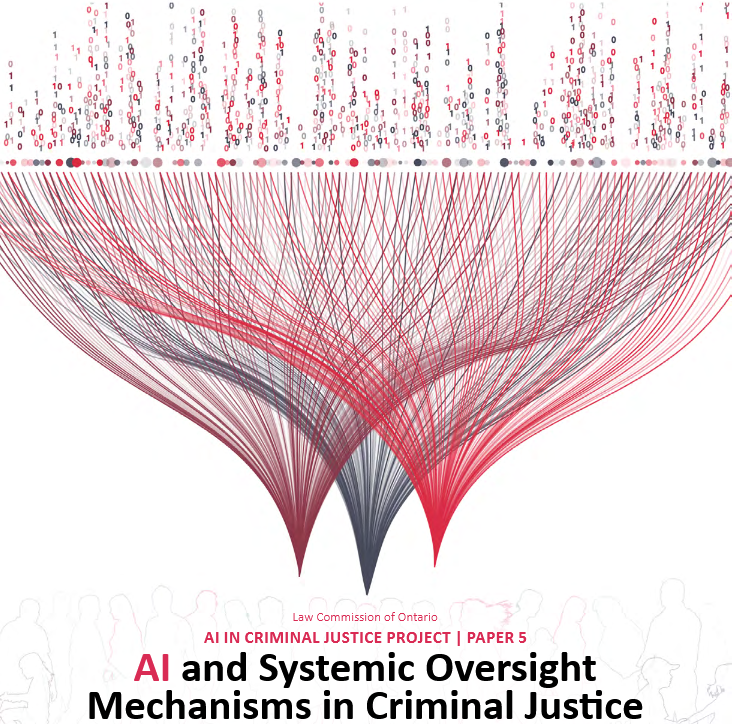 Law Commission of Ontario
AI IN CRIMINAL JUSTICE PROJECT | PAPER 5
AI and Systemic Oversight
Mechanisms in Criminal Justice